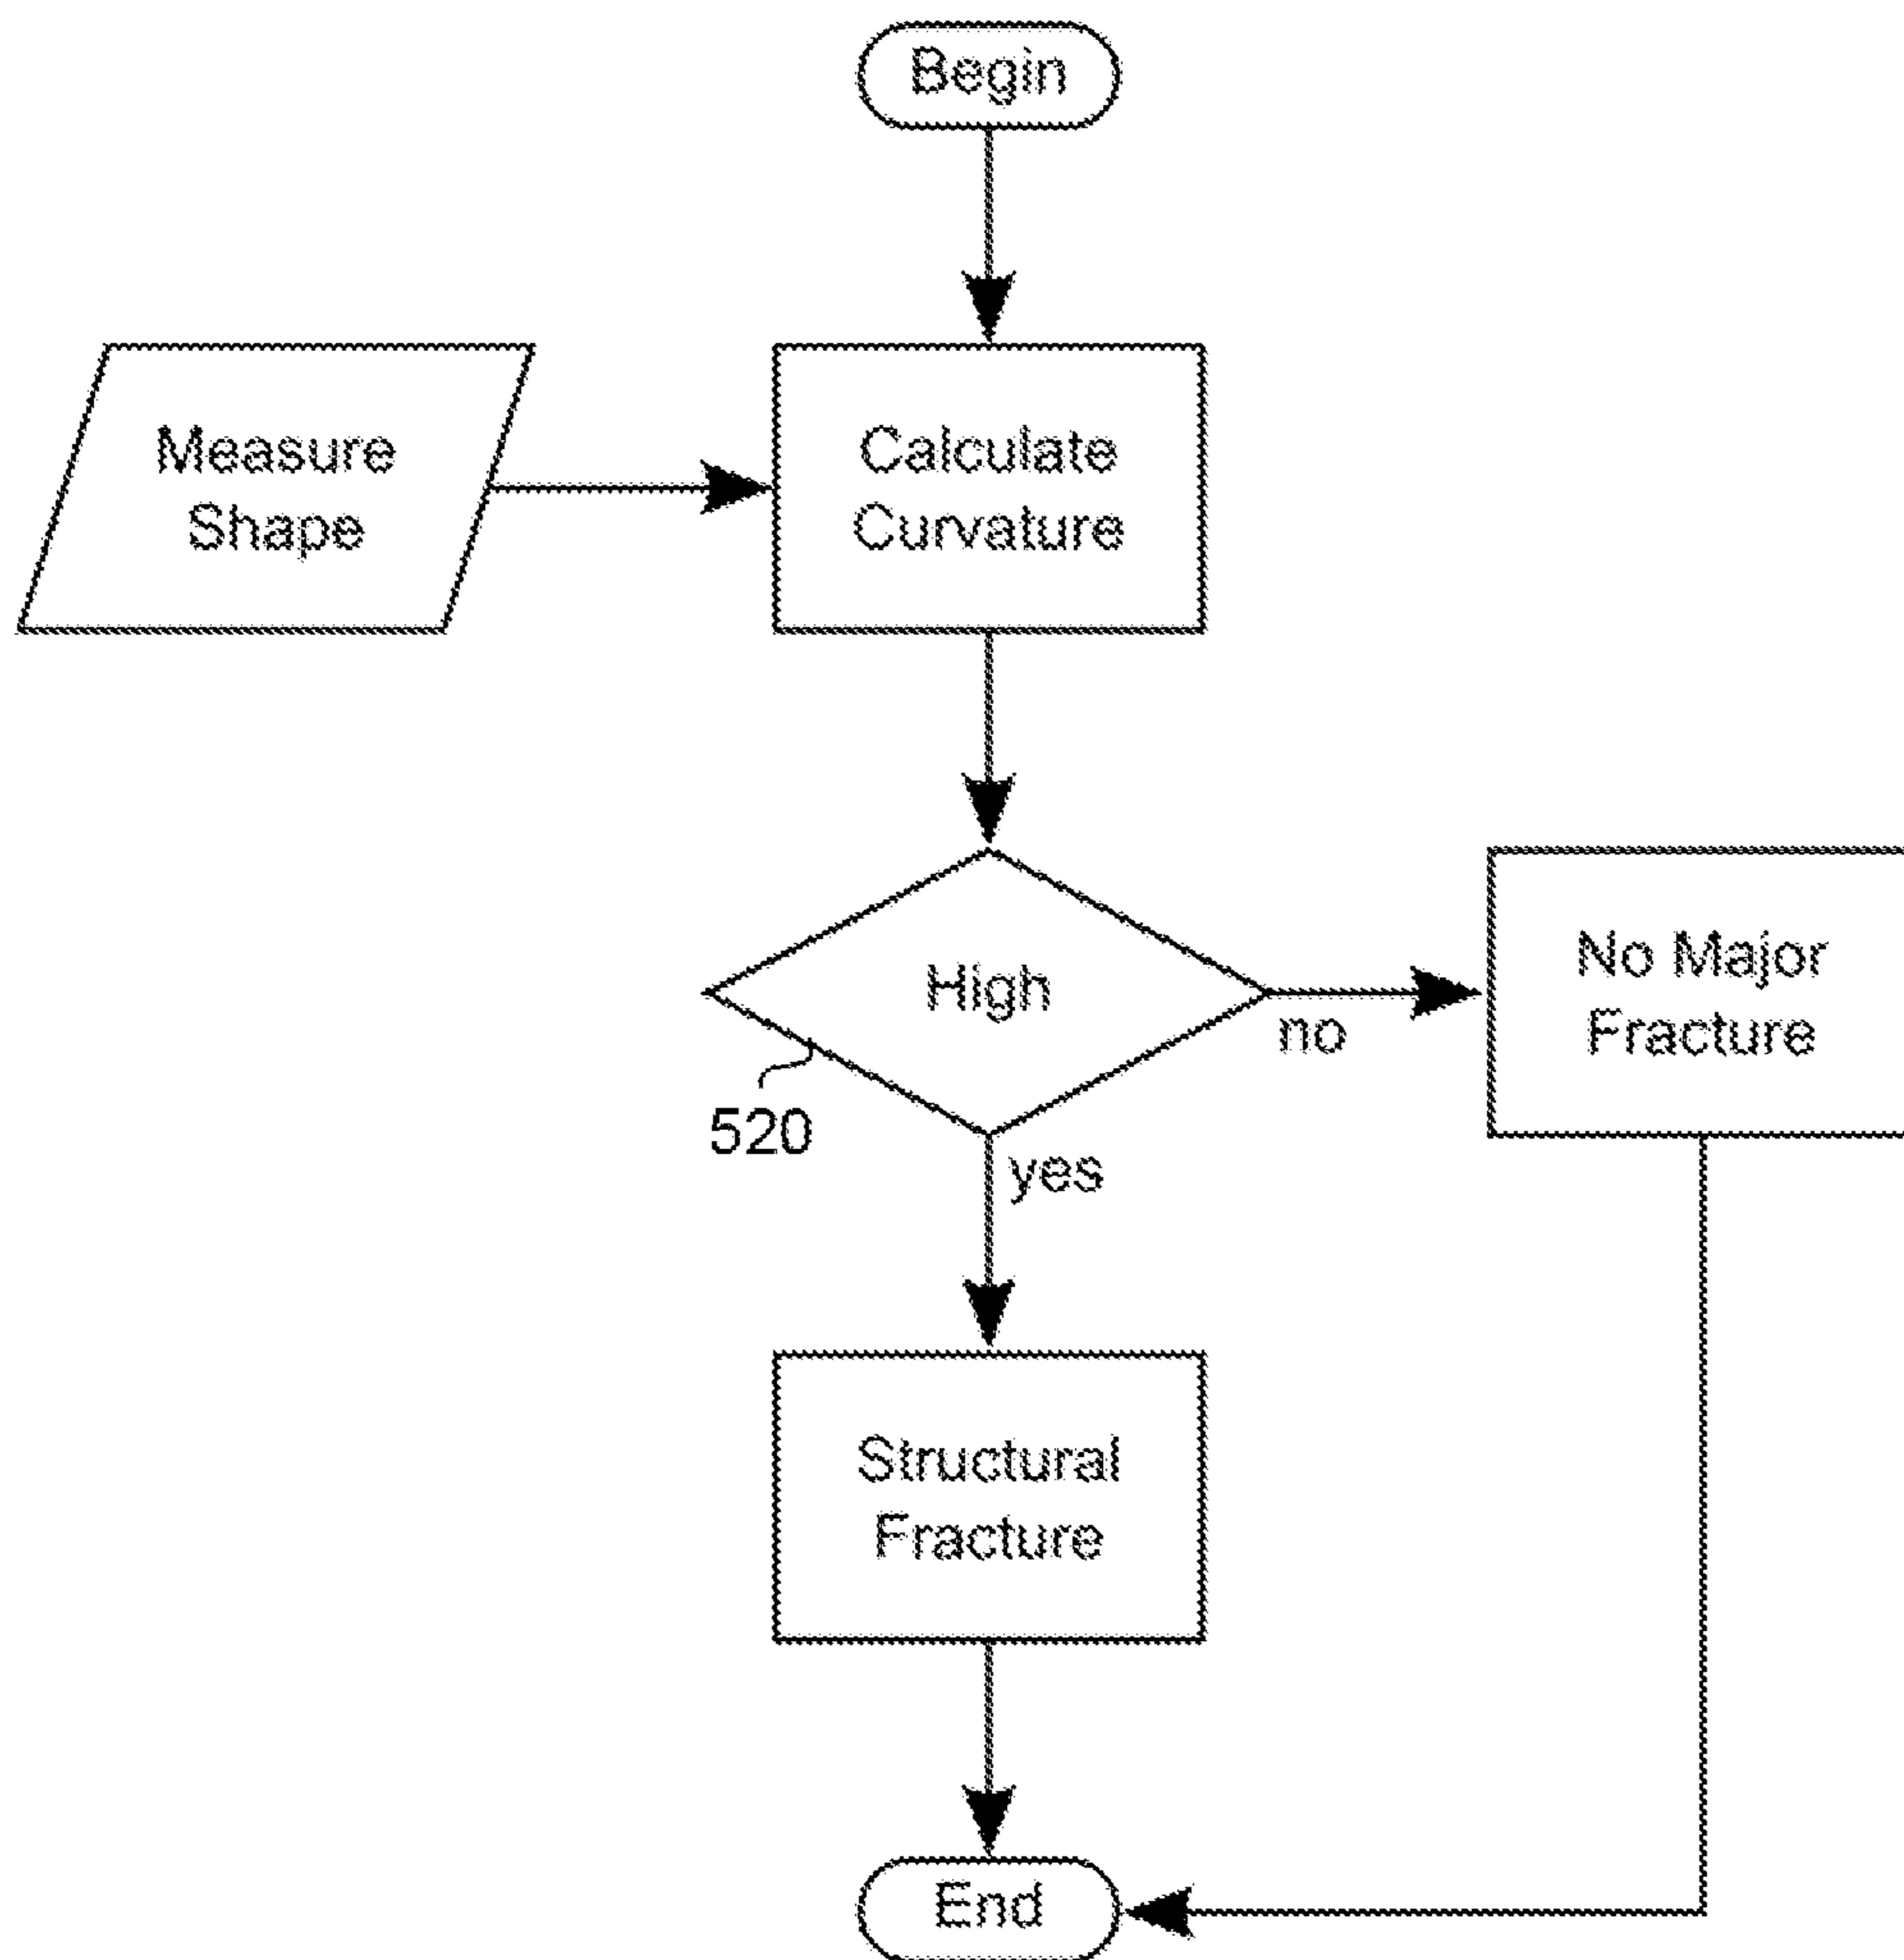 Begin
Measure
Shape
Calculate
Curvature
High
no
No Major
Fracture
520
yes
Structural
Fracture
End